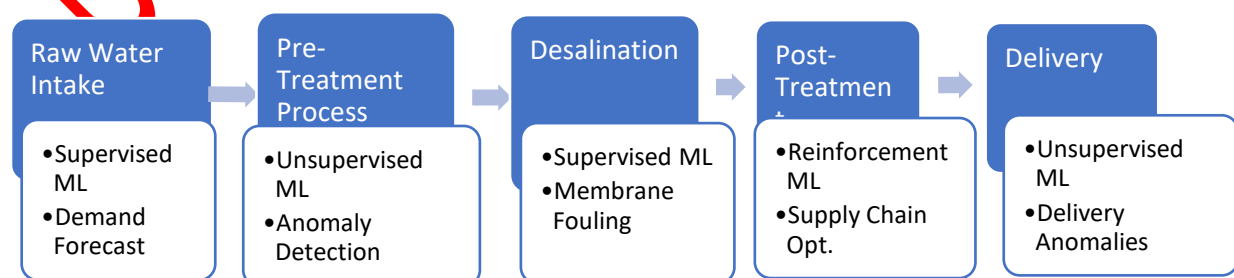 Raw Water
Intake
•Supervised
ML
•Demand
Forecast
Pre-
Treatment
Process
•Unsupervised
ML
•Anomaly
Detection
Desalination
•Supervised ML
•Membrane
Fouling
Post-
Treatmen
t
•Reinforcement
ML
•Supply Chain
Opt.
Delivery
•Unsupervised
ML
•Delivery
Anomalies